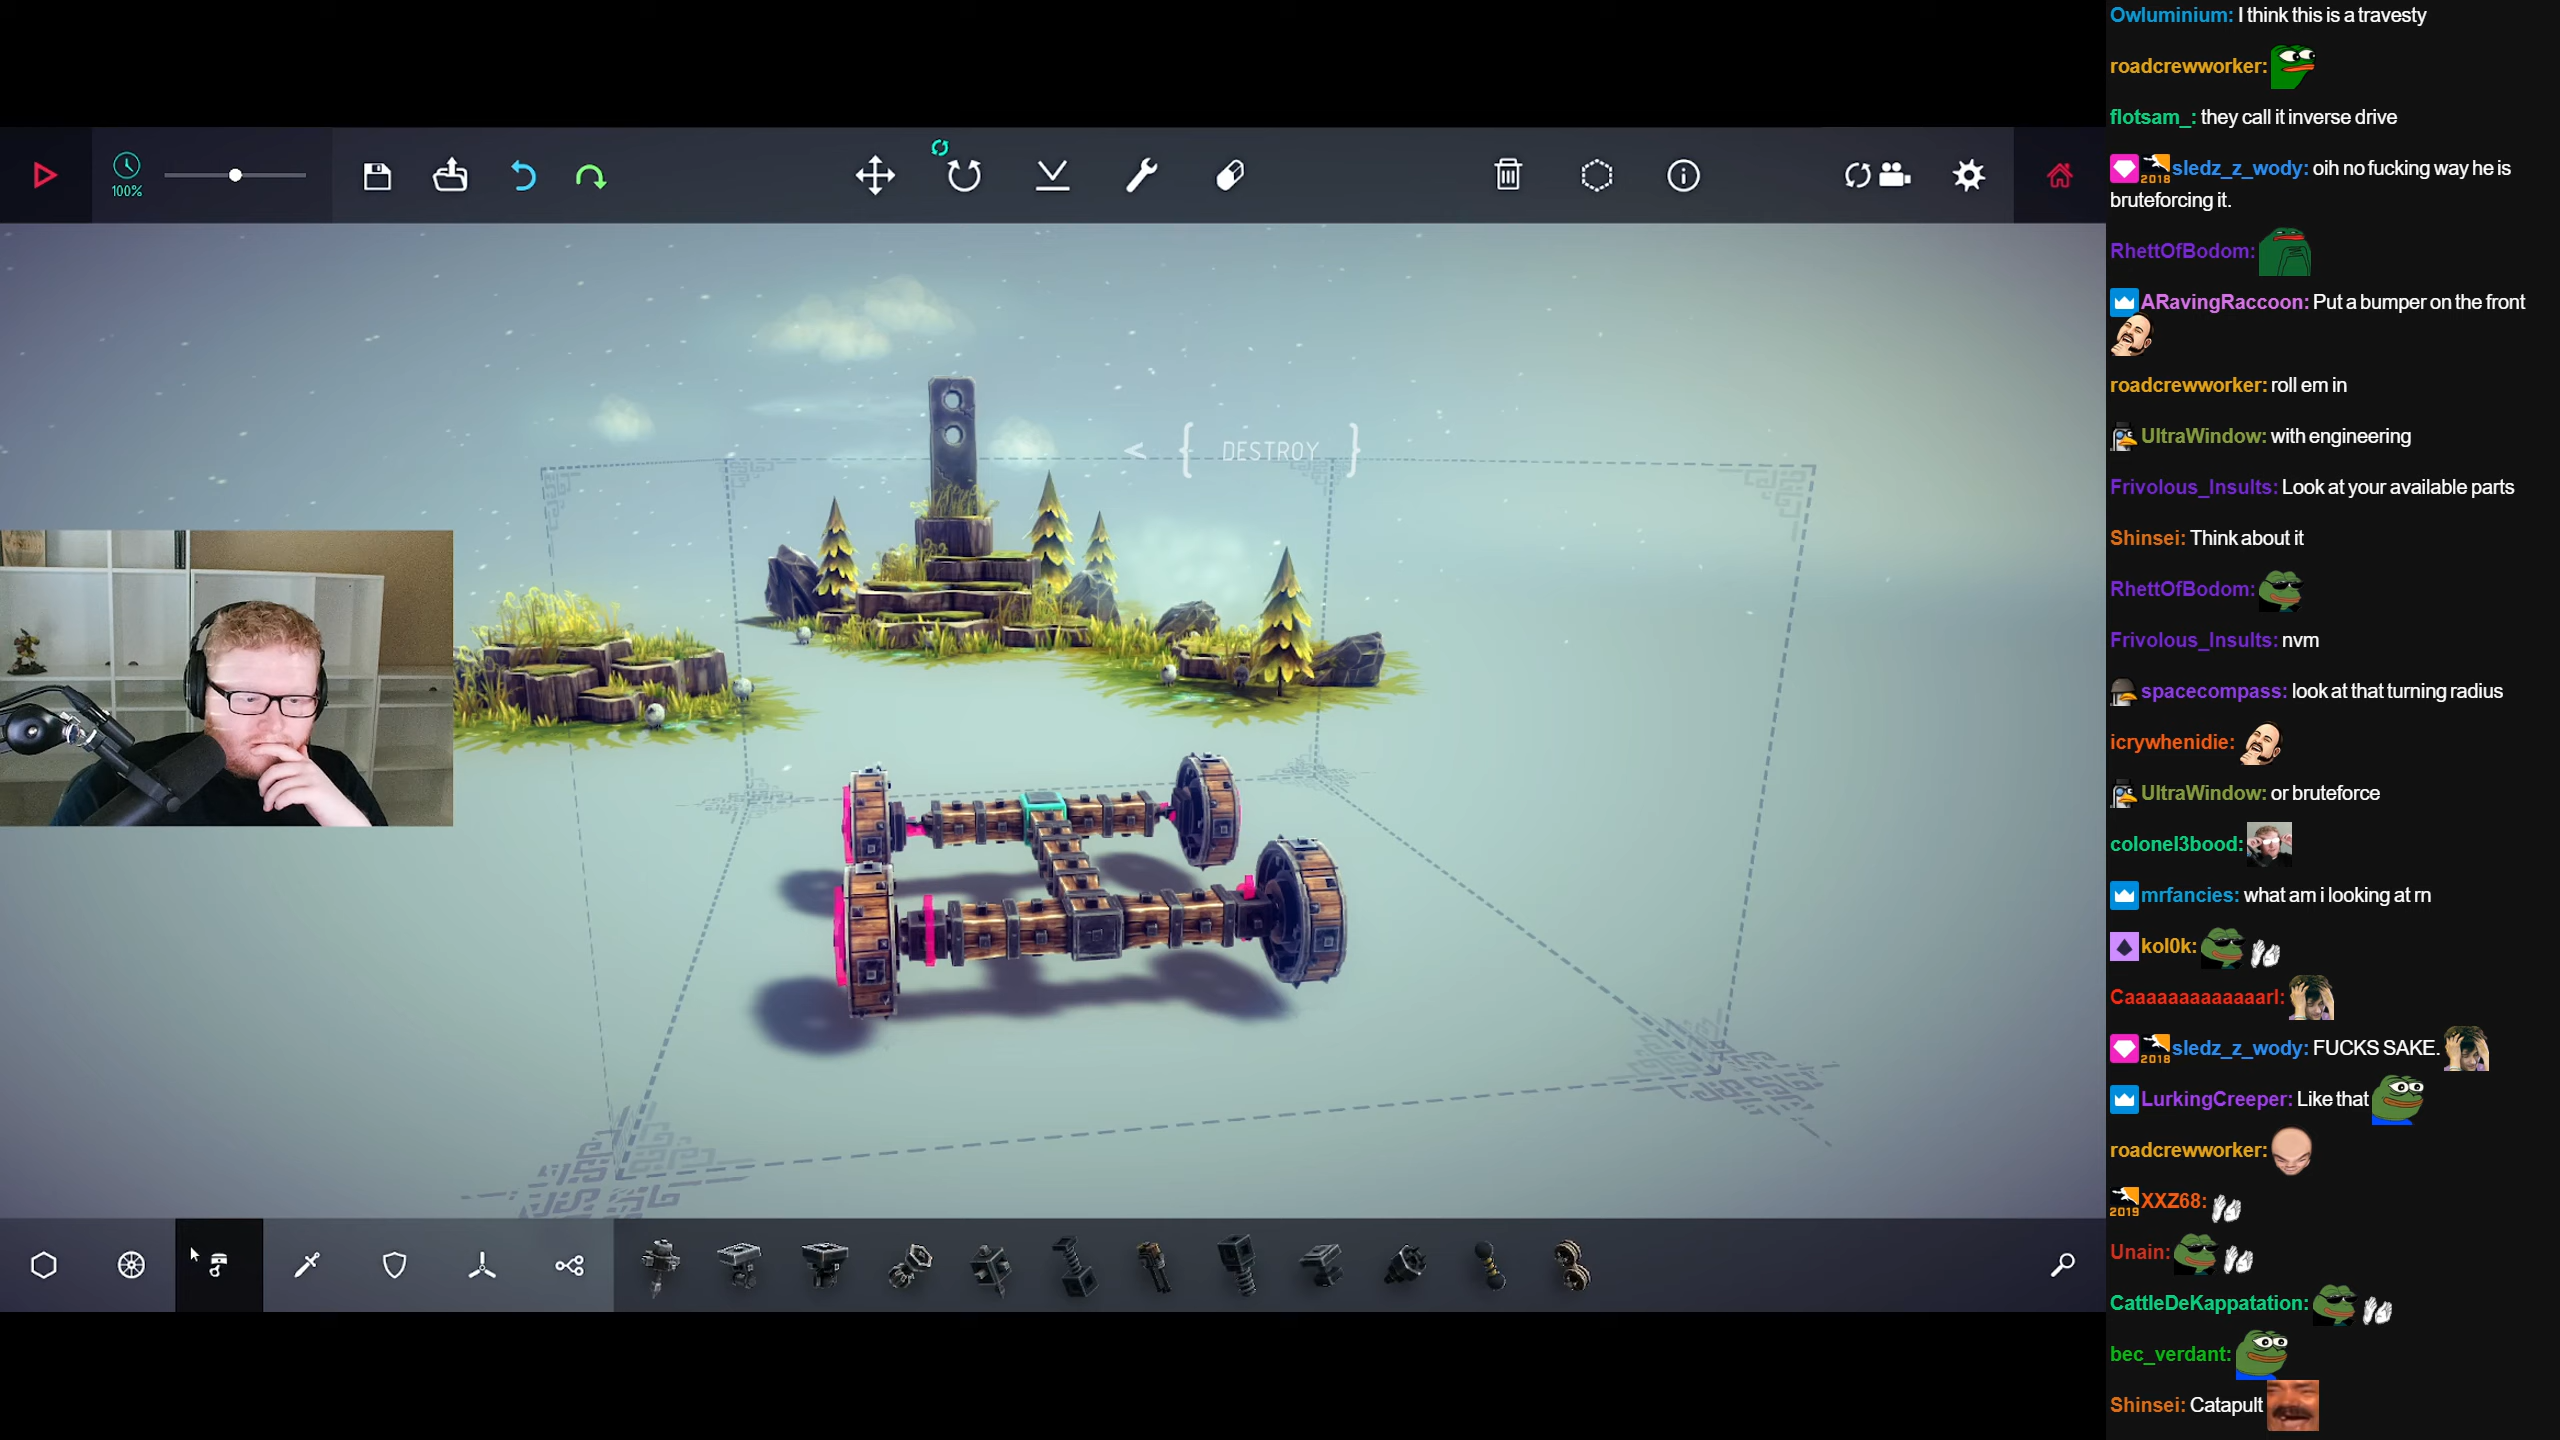 100%
< { DESTROY }
Owluminium: I think this is a travesty
roadcrewworker:
flotsam_: they call it inverse drive
2018 sledz_z_wody: oih no fucking way he is
bruteforcing it.
RhettOfBodom:
ARavingRaccoon: Put a bumper on the front
roadcrewworker: roll em in
UltraWindow: with engineering
Frivolous_Insults: Look at your available parts
Shinsei: Think about it
RhettOfBodom:
Frivolous_Insults: nvm
spacecompass: look at that turning radius
icrywhenidie:
UltraWindow: or bruteforce
colonel3bood:
mrfancies: what am i looking at rn
kol0k:
Caaaaaaaaaaaaarl:
2018 sledz_z_wody: FUCKS SAKE.
LurkingCreeper: Like that
roadcrewworker:
2019 XXZ68:
Unain:
CattleDeKappatation:
bec_verdant:
Shinsei: Catapult